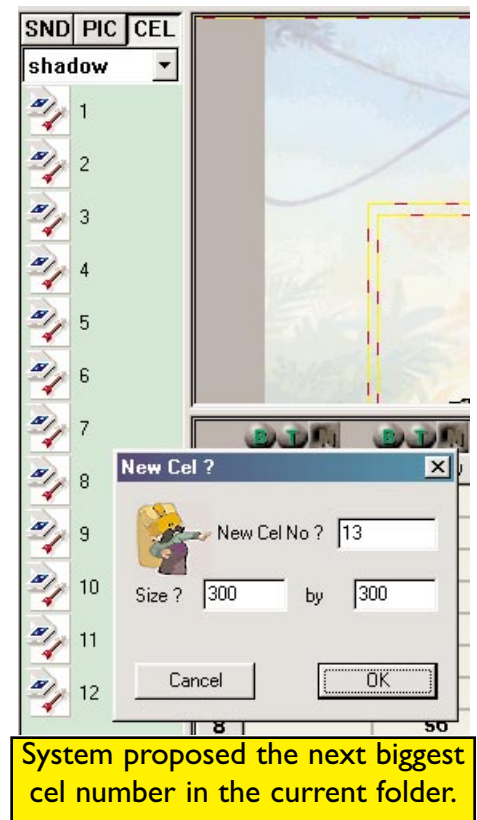 SND PIC CEL
shadow
1
2
3
4
5
6
7
8
9
10
11
12
B T N B T N
New Cel ?
New Cel No ? 13
Size ? 300 by 300
Cancel OK
8
System proposed the next biggest
cel number in the current folder.